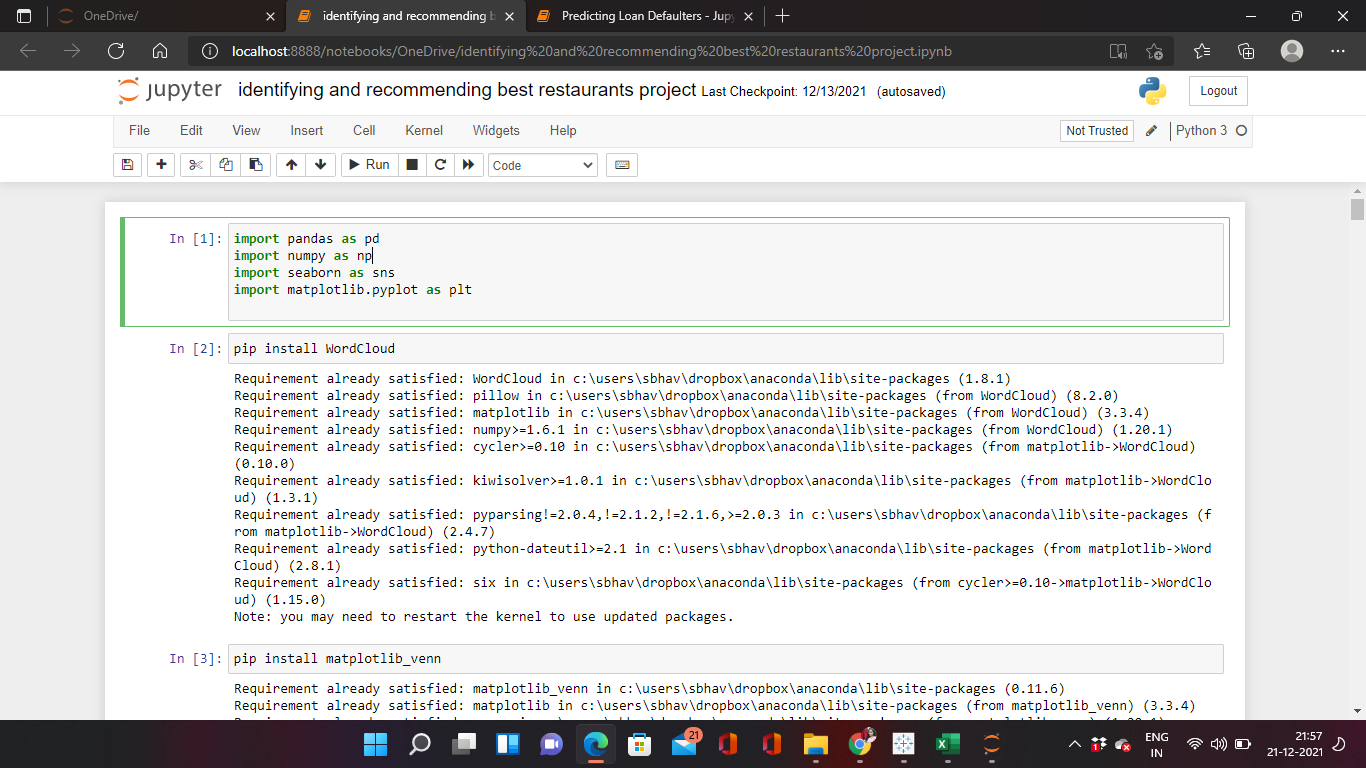 OneDrive/
identifying and recommending b
Predicting Loan Defaulters - Jup
localhost:8888/notebooks/OneDrive/identifying%20and%20recommending%20best%20restaurants%20project.ipynb
jupyter identifying and recommending best restaurants project Last Checkpoint: 12/13/2021 (autosaved)
Logout
File Edit View Insert Cell Kernel Widgets Help
Not Trusted
Python 3
Run
Code
In [1]:
import pandas as pd
import numpy as np
import seaborn as sns
import matplotlib.pyplot as plt
In [2]: pip install WordCloud
Requirement already satisfied: WordCloud in c:\users\sbhav\dropbox\anaconda\lib\site-packages (1.8.1)
Requirement already satisfied: pillow in c:\users\sbhav\dropbox\anaconda\lib\site-packages (from WordCloud) (8.2.0)
Requirement already satisfied: matplotlib in c:\users\sbhav\dropbox\anaconda\lib\site-packages (from WordCloud) (3.3.4)
Requirement already satisfied: numpy>=1.6.1 in c:\users\sbhav\dropbox\anaconda\lib\site-packages (from WordCloud) (1.20.1)
Requirement already satisfied: cycler>=0.10 in c:\users\sbhav\dropbox\anaconda\lib\site-packages (from matplotlib->WordCloud)
(0.10.0)
Requirement already satisfied: kiwisolver>=1.0.1 in c:\users\sbhav\dropbox\anaconda\lib\site-packages (from matplotlib->WordClo
ud) (1.3.1)
Requirement already satisfied: pyparsing!=2.0.4,!=2.1.2,!=2.1.6,>=2.0.3 in c:\users\sbhav\dropbox\anaconda\lib\site-packages (f
rom matplotlib->WordCloud) (2.4.7)
Requirement already satisfied: python-dateutil>=2.1 in c:\users\sbhav\dropbox\anaconda\lib\site-packages (from matplotlib->Word
Cloud) (2.8.1)
Requirement already satisfied: six in c:\users\sbhav\dropbox\anaconda\lib\site-packages (from cycler>=0.10->matplotlib->WordClo
ud) (1.15.0)
Note: you may need to restart the kernel to use updated packages.
In [3]: pip install matplotlib_venn
Requirement already satisfied: matplotlib_venn in c:\users\sbhav\dropbox\anaconda\lib\site-packages (0.11.6)
Requirement already satisfied: matplotlib in c:\users\sbhav\dropbox\anaconda\lib\site-packages (from matplotlib_venn) (3.3.4)
21
ENG
IN
21:57
21-12-2021